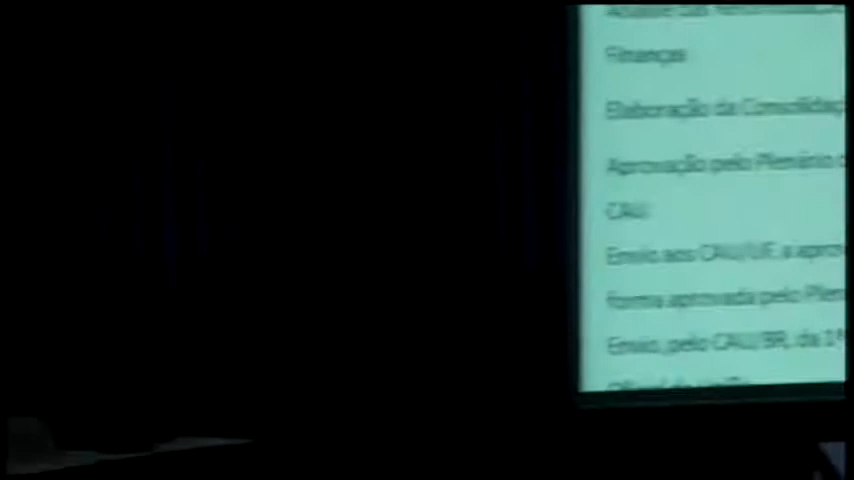 Finanças
Elaboração da Consolidaç
Aprovação pelo Plenário d
CAU
Envio aos CAU/UF, a aprov
forma aprovada pelo Plen
Envio, pelo CAU/BR, da 1ª